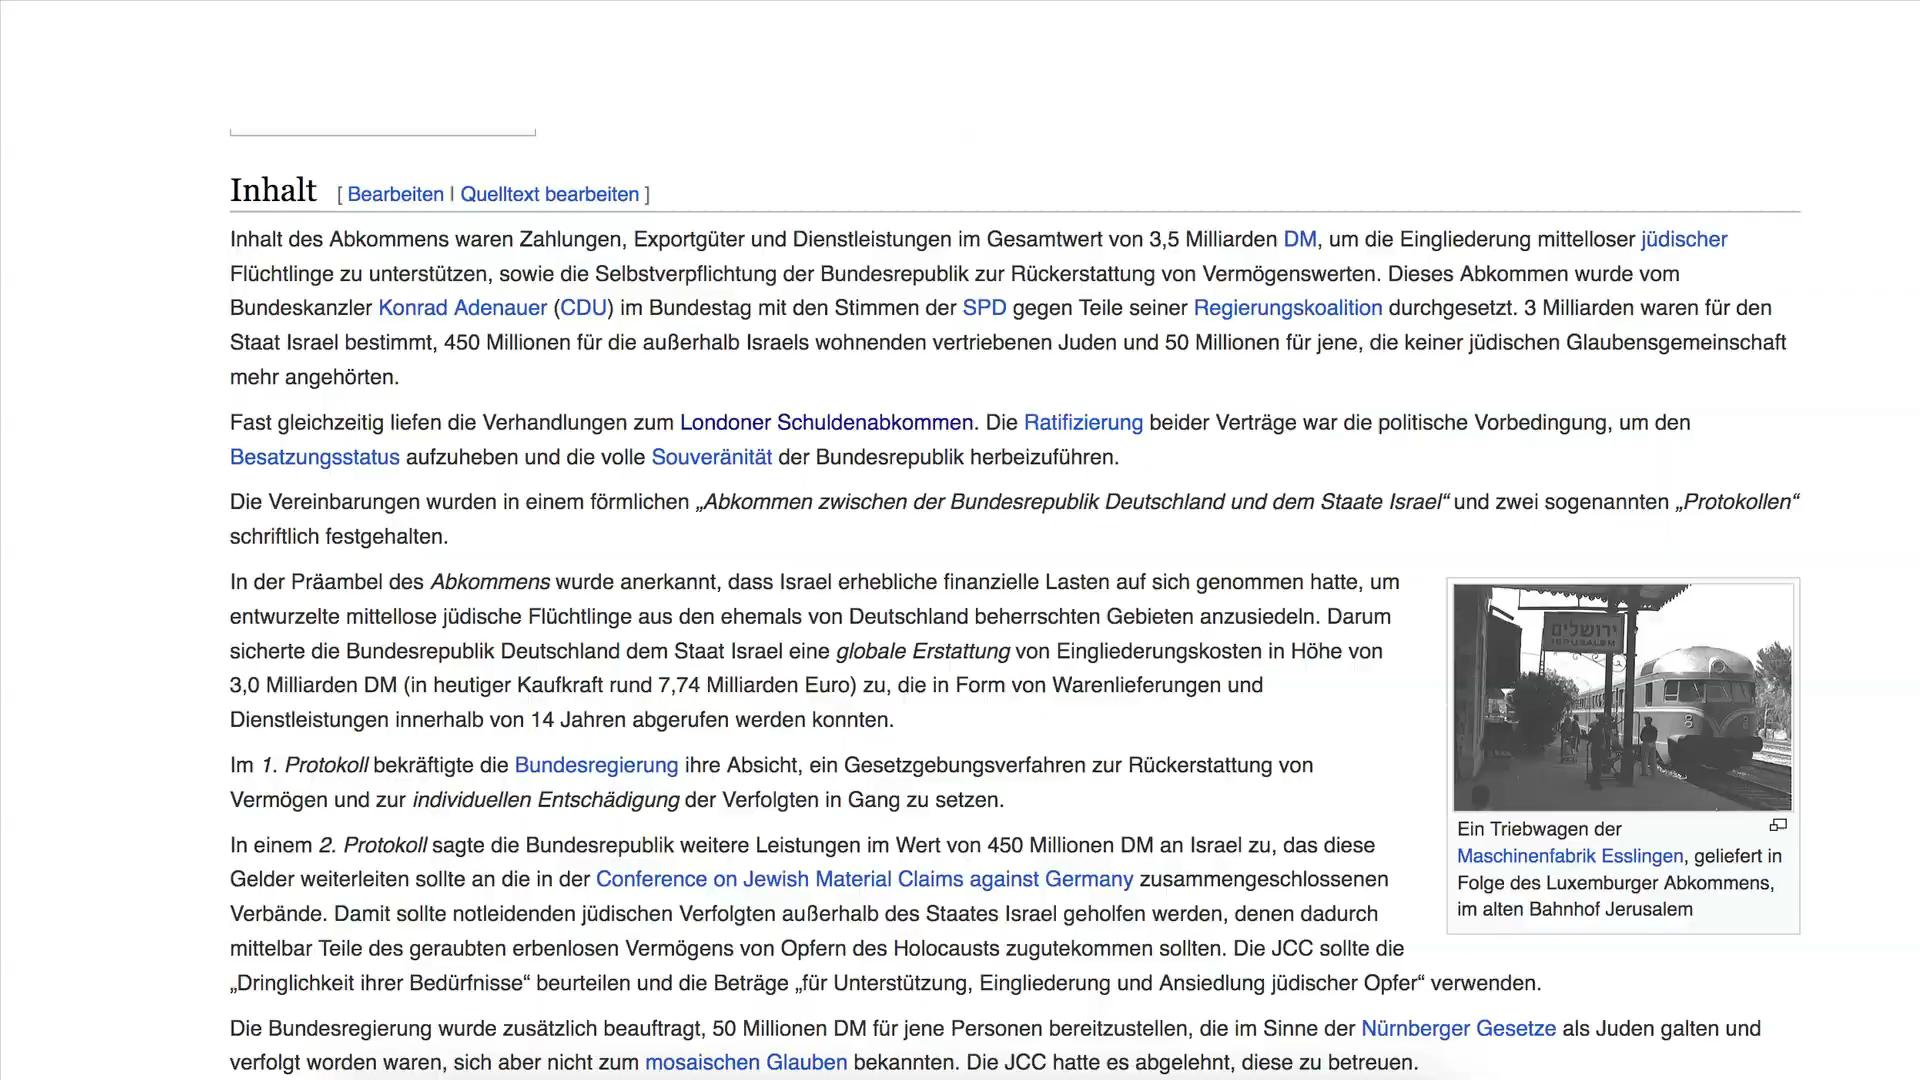 Inhalt [ Bearbeiten | Quelltext bearbeiten ]
Inhalt des Abkommens waren Zahlungen, Exportgüter und Dienstleistungen im Gesamtwert von 3,5 Milliarden DM, um die Eingliederung mittelloser jüdischer
Flüchtlinge zu unterstützen, sowie die Selbstverpflichtung der Bundesrepublik zur Rückerstattung von Vermögenswerten. Dieses Abkommen wurde vom
Bundeskanzler Konrad Adenauer (CDU) im Bundestag mit den Stimmen der SPD gegen Teile seiner Regierungskoalition durchgesetzt. 3 Milliarden waren für den
Staat Israel bestimmt, 450 Millionen für die außerhalb Israels wohnenden vertriebenen Juden und 50 Millionen für jene, die keiner jüdischen Glaubensgemeinschaft
mehr angehörten.
Fast gleichzeitig liefen die Verhandlungen zum Londoner Schuldenabkommen. Die Ratifizierung beider Verträge war die politische Vorbedingung, um den
Besatzungsstatus aufzuheben und die volle Souveränität der Bundesrepublik herbeizuführen.
Die Vereinbarungen wurden in einem förmlichen „Abkommen zwischen der Bundesrepublik Deutschland und dem Staate Israel“ und zwei sogenannten „Protokollen“
schriftlich festgehalten.
In der Präambel des Abkommens wurde anerkannt, dass Israel erhebliche finanzielle Lasten auf sich genommen hatte, um
entwurzelte mittellose jüdische Flüchtlinge aus den ehemals von Deutschland beherrschten Gebieten anzusiedeln. Darum
sicherte die Bundesrepublik Deutschland dem Staat Israel eine globale Erstattung von Eingliederungskosten in Höhe von
3,0 Milliarden DM (in heutiger Kaufkraft rund 7,74 Milliarden Euro) zu, die in Form von Warenlieferungen und
Dienstleistungen innerhalb von 14 Jahren abgerufen werden konnten.
Im 1. Protokoll bekräftigte die Bundesregierung ihre Absicht, ein Gesetzgebungsverfahren zur Rückerstattung von
Vermögen und zur individuellen Entschädigung der Verfolgten in Gang zu setzen.
In einem 2. Protokoll sagte die Bundesrepublik weitere Leistungen im Wert von 450 Millionen DM an Israel zu, das diese
Gelder weiterleiten sollte an die in der Conference on Jewish Material Claims against Germany zusammengeschlossenen
Verbände. Damit sollte notleidenden jüdischen Verfolgten außerhalb des Staates Israel geholfen werden, denen dadurch
mittelbar Teile des geraubten erbenlosen Vermögens von Opfern des Holocausts zugutekommen sollten. Die JCC sollte die
„Dringlichkeit ihrer Bedürfnisse“ beurteilen und die Beträge „für Unterstützung, Eingliederung und Ansiedlung jüdischer Opfer“ verwenden.
Die Bundesregierung wurde zusätzlich beauftragt, 50 Millionen DM für jene Personen bereitzustellen, die im Sinne der Nürnberger Gesetze als Juden galten und
verfolgt worden waren, sich aber nicht zum mosaischen Glauben bekannten. Die JCC hatte es abgelehnt, diese zu betreuen.
ירושלים
JERUSALEM
Ein Triebwagen der
Maschinenfabrik Esslingen, geliefert in
Folge des Luxemburger Abkommens,
im alten Bahnhof Jerusalem